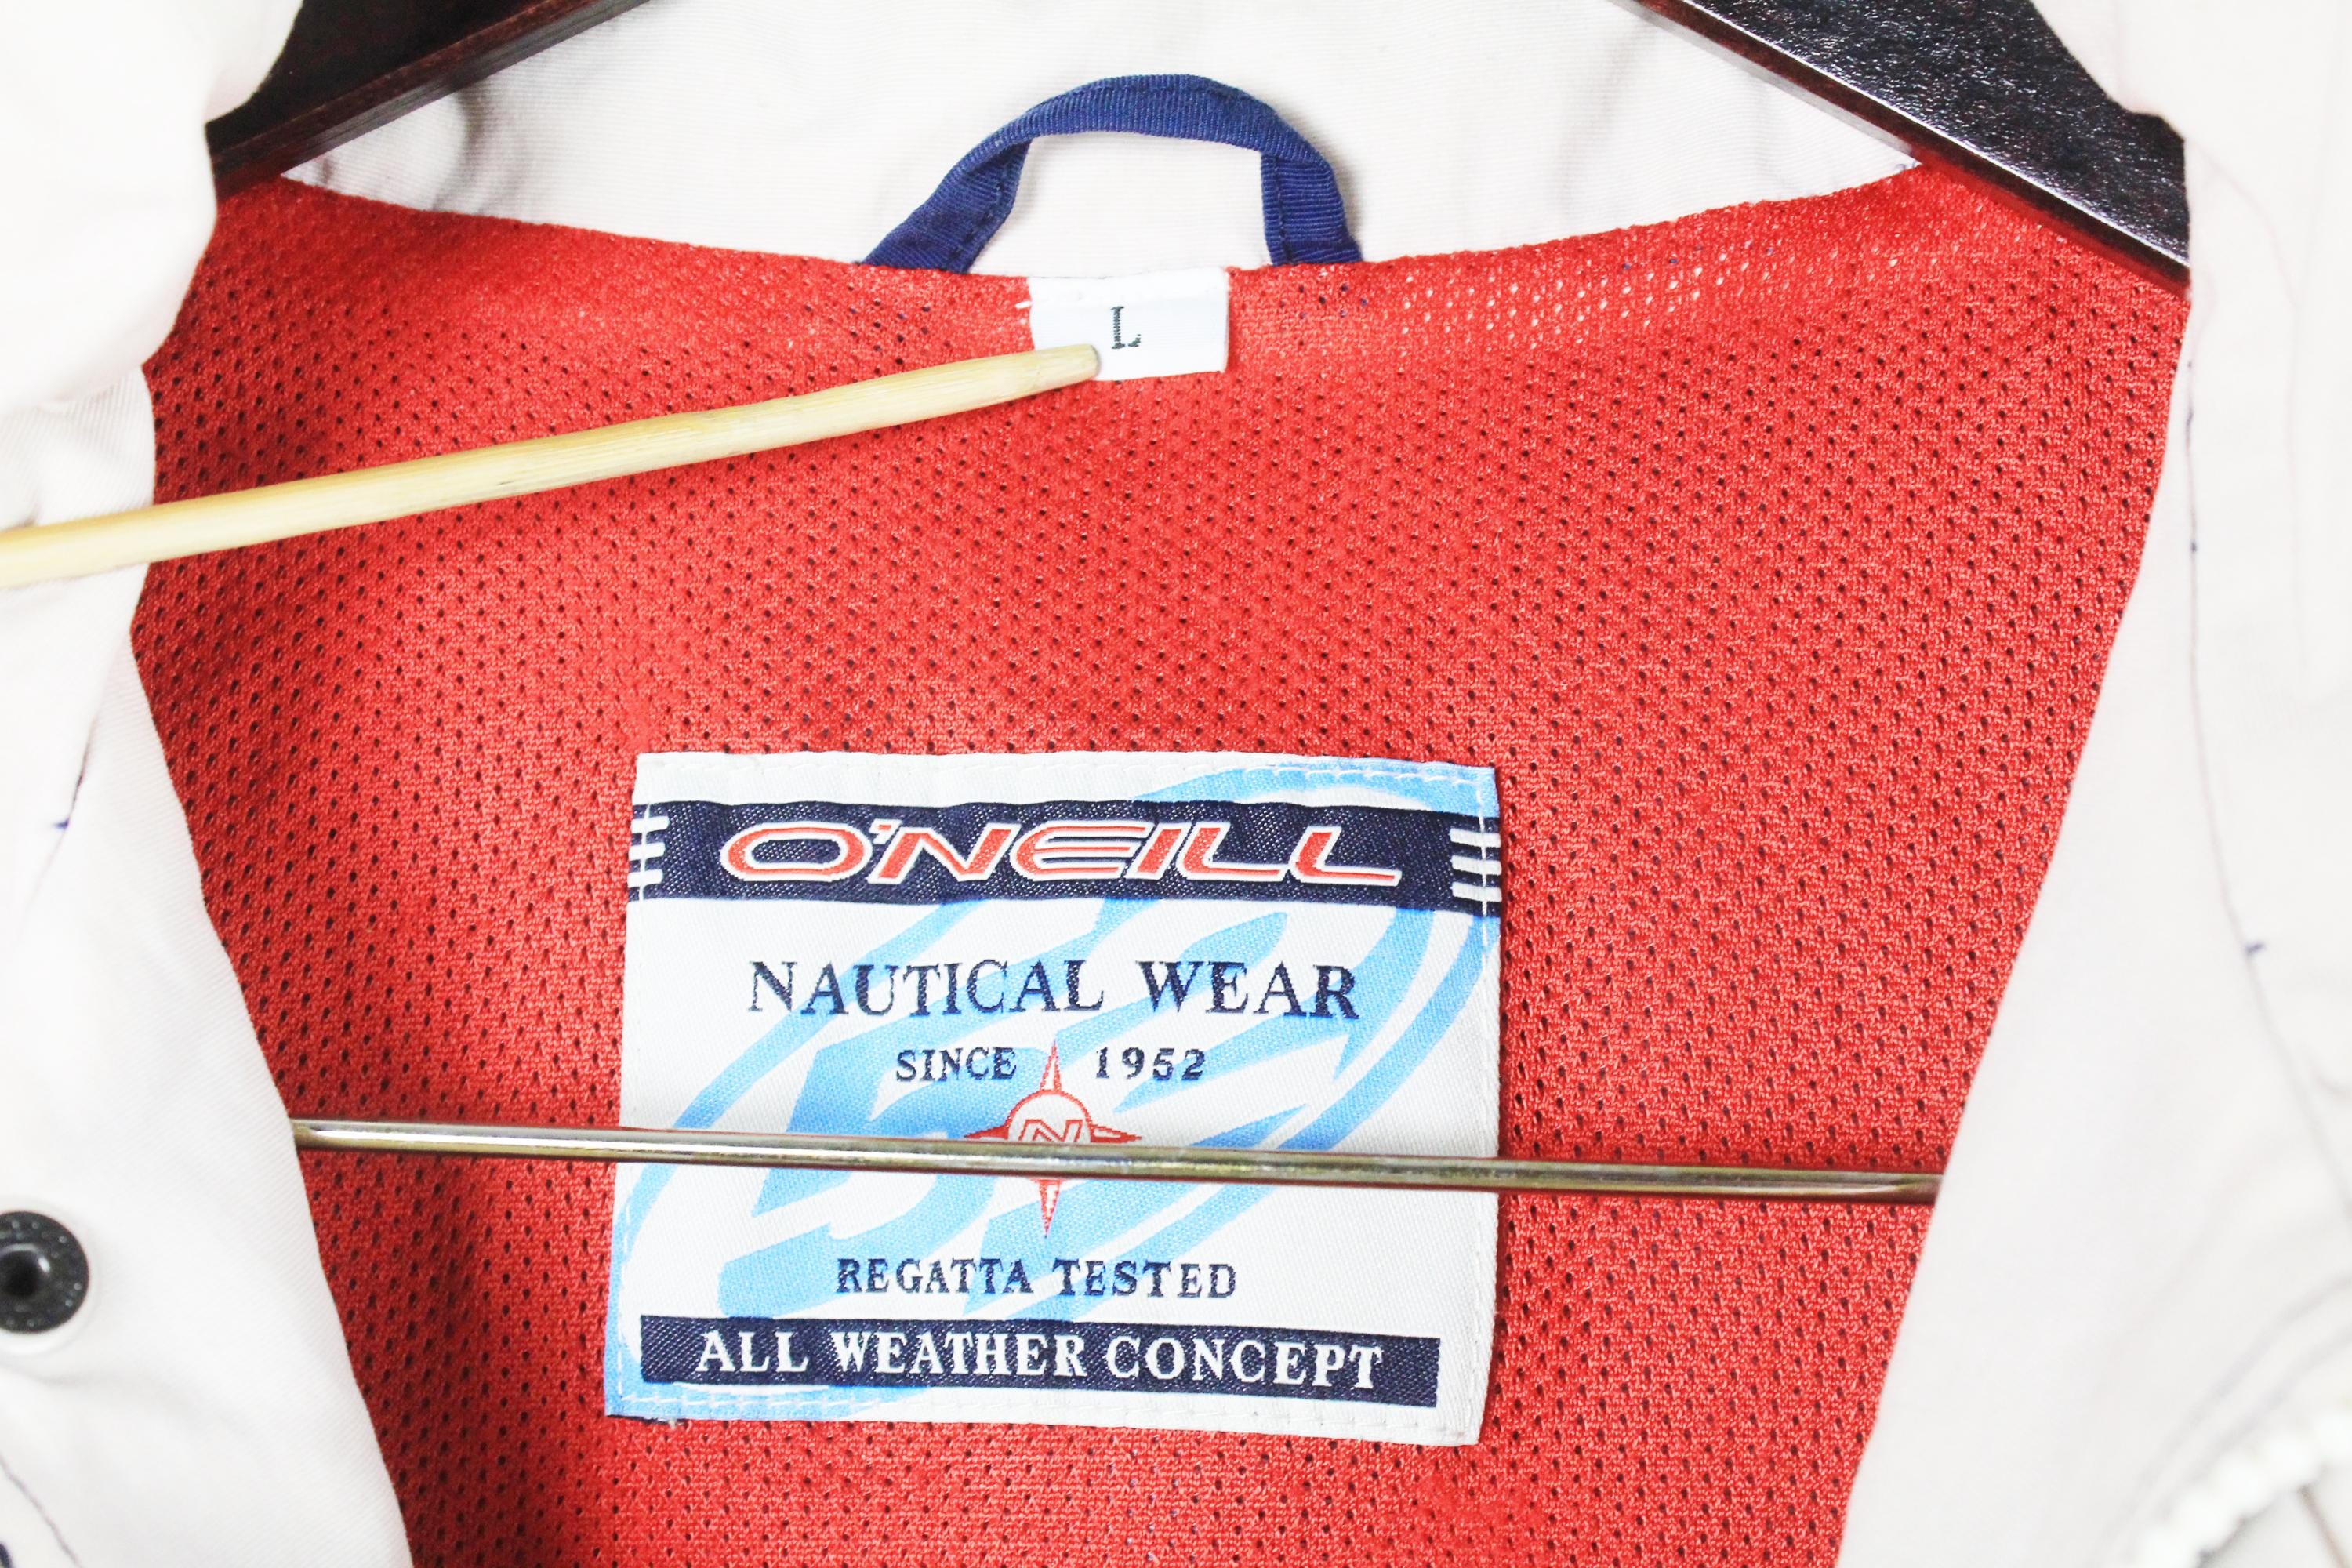 L
O'NEILL
NAUTICAL WEAR
SINCE 1952
N
REGATTA TESTED
ALL WEATHER CONCEPT